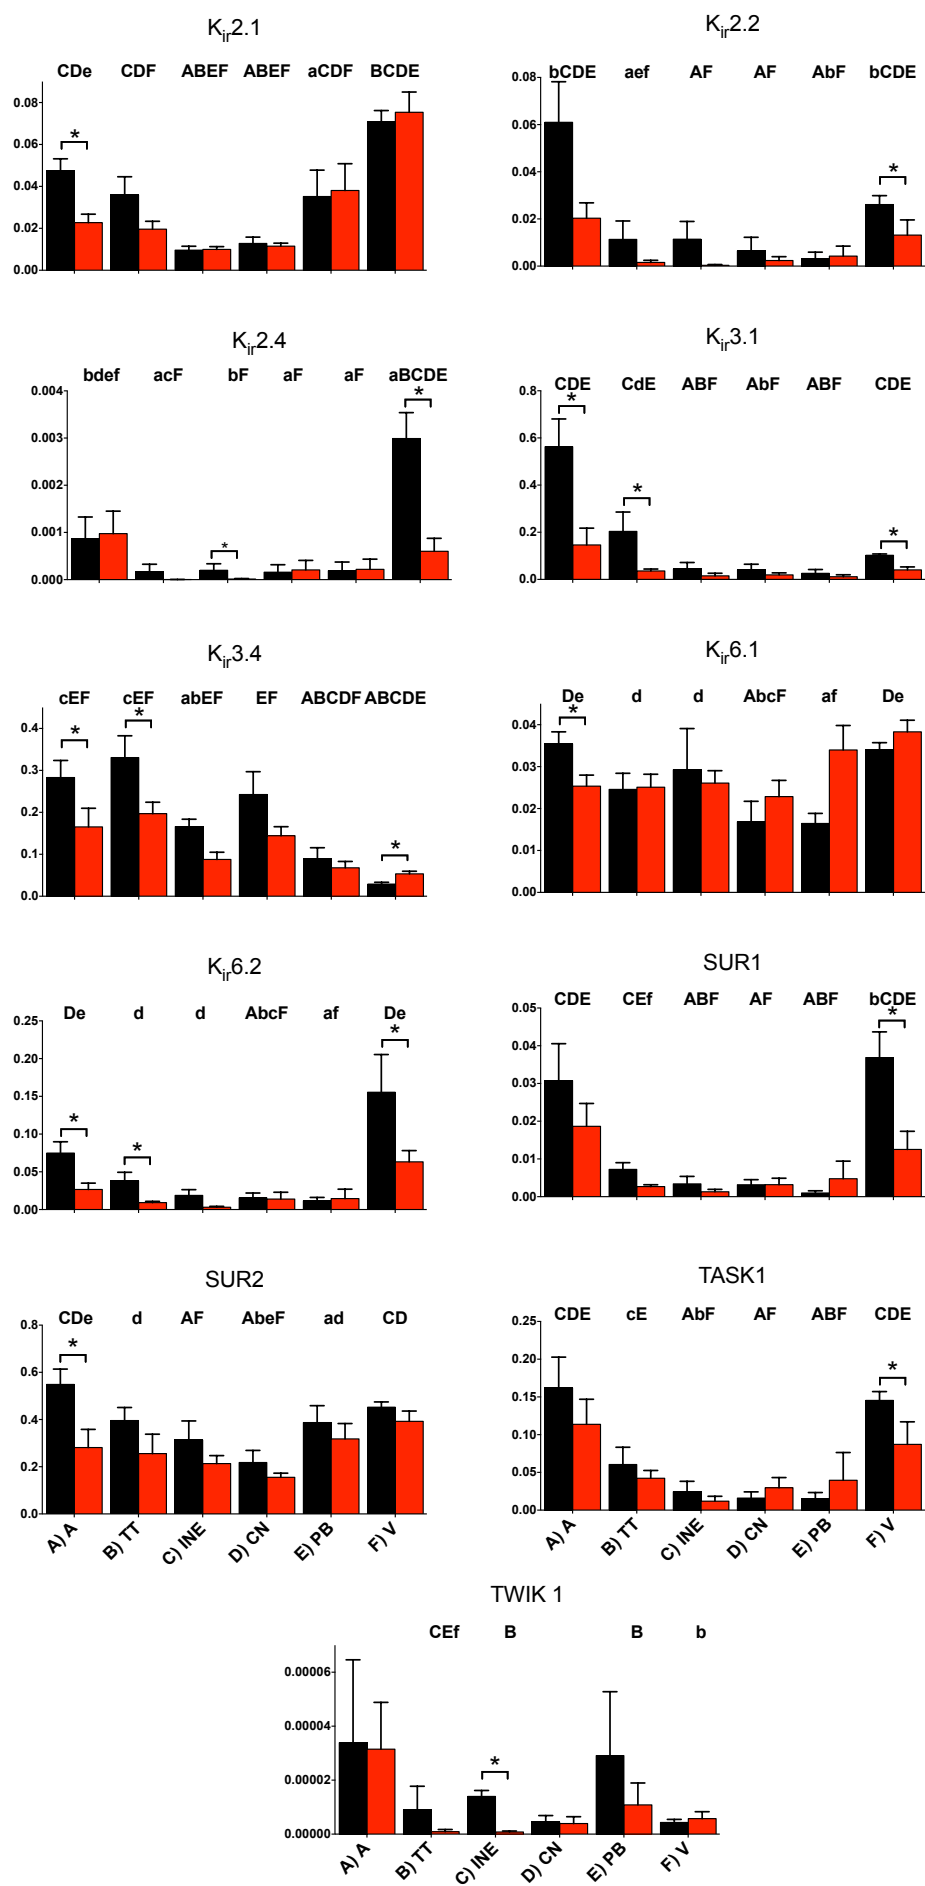 Kir2.1
CDe CDF ABEF ABEF aCDF BCDE
0.08
*
0.06
0.04
0.02
0.00
Kir2.2
bCDE aef AF AF AbF bCDE
0.08
0.06
*
0.04
0.02
0.00
Kir2.4
bdef acF bF aF aF aBCDE
0.004
*
0.003
0.002
0.001
*
0.000
Kir3.1
CDE CdE ABF AbF ABF CDE
0.8
*
0.6
0.4
*
0.2
*
0.0
Kir3.4
cEF cEF abEF EF ABCDF ABCDE
0.4
* *
0.3
0.2
0.1
*
0.0
Kir6.1
De d d AbcF af De
*
0.04
0.03
0.02
0.01
0.00
Kir6.2
De d d AbcF af De
0.25
*
0.20
0.15
0.10
* *
0.05
0.00
SUR1
CDE CEf ABF AF ABF bCDE
0.05
*
0.04
0.03
0.02
0.01
0.00
SUR2
CDe d AF AbeF ad CD
0.8
*
0.6
0.4
0.2
0.0
A) A B) TT C) INE D) CN E) PB F) V
TASK1
CDE cE AbF AF ABF CDE
0.25
0.20
*
0.15
0.10
0.05
0.00
A) A B) TT C) INE D) CN E) PB F) V
TWIK 1
CEf B B b
0.00006
0.00004
*
0.00002
0.00000
A) A B) TT C) INE D) CN E) PB F) V